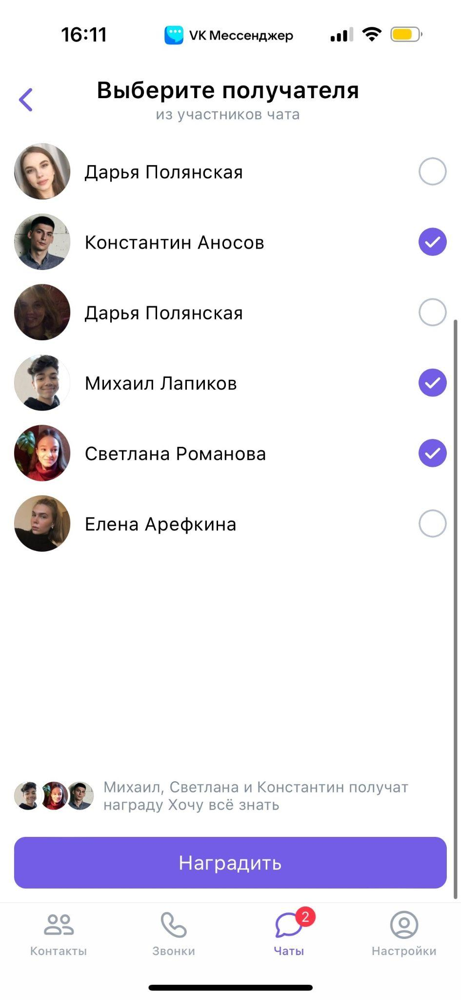 16:11
VK Мессенджер
Выберите получателя
из участников чата
Дарья Полянская
Константин Аносов
Дарья Полянская
Михаил Лапиков
Светлана Романова
Елена Арефкина
Михаил, Светлана и Константин получат
награду Хочу всё знать
Наградить
2
Контакты
Звонки
Чаты
Настройки